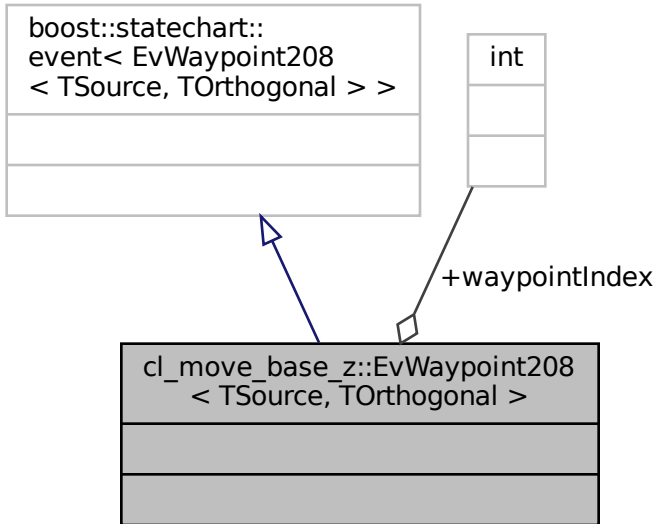 boost::statechart::
event< EvWaypoint208
< TSource, TOrthogonal > >
int
+waypointIndex
cl_move_base_z::EvWaypoint208
< TSource, TOrthogonal >